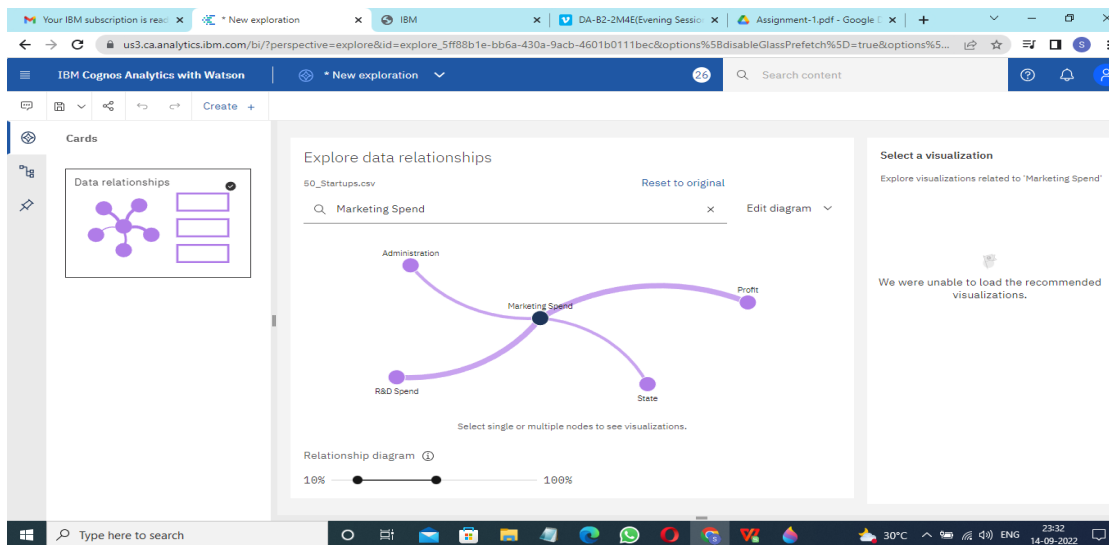 Your IBM subscription is read
* New exploration
IBM
DA-B2-2M4E(Evening Sessio
Assignment-1.pdf - Google D
us3.ca.analytics.ibm.com/bi/?perspective=explore&id=explore_5ff88b1e-bb6a-430a-9acb-4601b0111bec&options%5BdisableGlassPrefetch%5D=true&options%5...
S
IBM Cognos Analytics with Watson
* New exploration
26
Search content
Create +
Cards
Data relationships
Explore data relationships
50_Startups.csv
Reset to original
Marketing Spend
Edit diagram
Administration
Profit
Marketing Spend
R&D Spend
State
Select single or multiple nodes to see visualizations.
Relationship diagram
10% 100%
Select a visualization
Explore visualizations related to 'Marketing Spend'
We were unable to load the recommended
visualizations.
Type here to search
30°C
ENG
23:32
14-09-2022